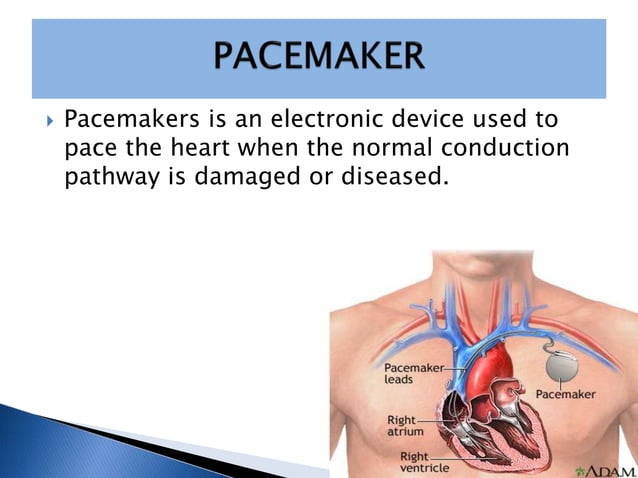 PACEMAKER
Pacemakers is an electronic device used to
pace the heart when the normal conduction
pathway is damaged or diseased.
Pacemaker
leads
Pacemaker
Right
atrium
Right
ventricle
ADAM.